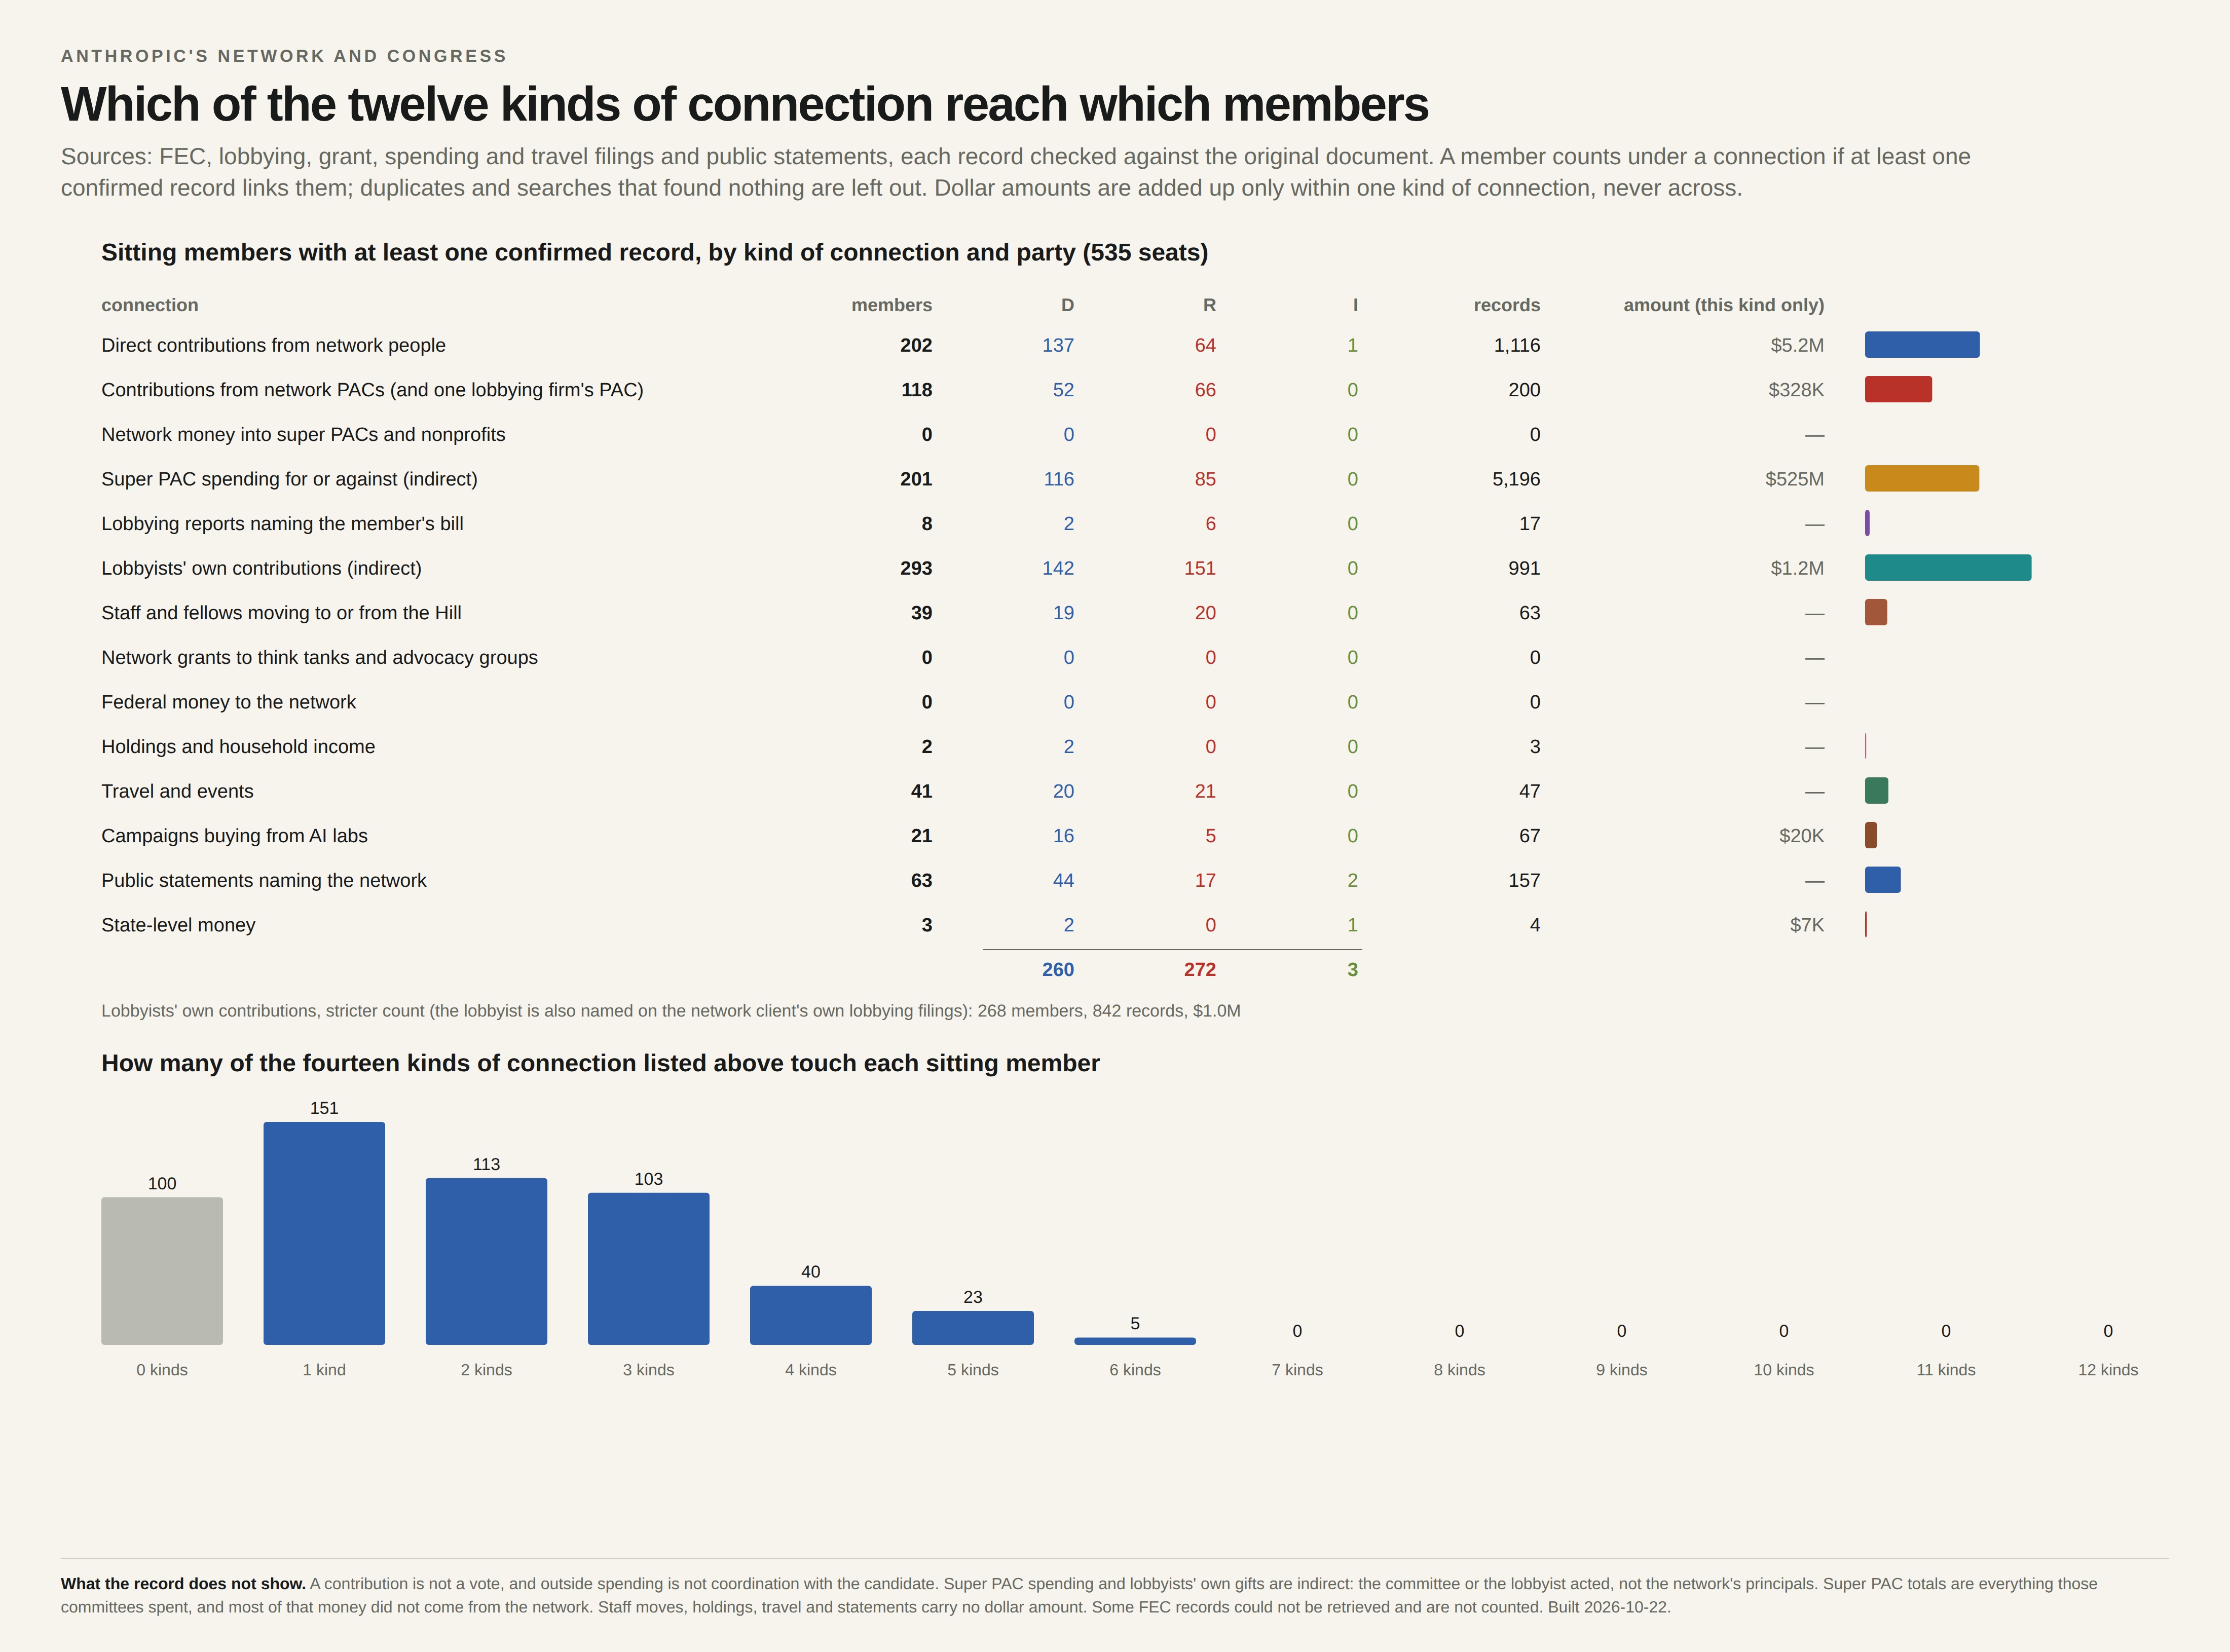 ANTHROPIC'S NETWORK AND CONGRESS
Which of the twelve kinds of connection reach which members
Sources: FEC, lobbying, grant, spending and travel filings and public statements, each record checked against the original document. A member counts under a connection if at least one
confirmed record links them; duplicates and searches that found nothing are left out. Dollar amounts are added up only within one kind of connection, never across.
Sitting members with at least one confirmed record, by kind of connection and party (535 seats)
connection members D R I records amount (this kind only)
Direct contributions from network people 202 137 64 1 1,116 $5.2M
Contributions from network PACs (and one lobbying firm's PAC) 118 52 66 0 200 $328K
Network money into super PACs and nonprofits 0 0 0 0 0 —
Super PAC spending for or against (indirect) 201 116 85 0 5,196 $525M
Lobbying reports naming the member's bill 8 2 6 0 17 —
Lobbyists' own contributions (indirect) 293 142 151 0 991 $1.2M
Staff and fellows moving to or from the Hill 39 19 20 0 63 —
Network grants to think tanks and advocacy groups 0 0 0 0 0 —
Federal money to the network 0 0 0 0 0 —
Holdings and household income 2 2 0 0 3 —
Travel and events 41 20 21 0 47 —
Campaigns buying from AI labs 21 16 5 0 67 $20K
Public statements naming the network 63 44 17 2 157 —
State-level money 3 2 0 1 4 $7K
260 272 3
Lobbyists' own contributions, stricter count (the lobbyist is also named on the network client's own lobbying filings): 268 members, 842 records, $1.0M
How many of the fourteen kinds of connection listed above touch each sitting member
100 151 113 103 40 23 5 0 0 0 0 0 0
0 kinds 1 kind 2 kinds 3 kinds 4 kinds 5 kinds 6 kinds 7 kinds 8 kinds 9 kinds 10 kinds 11 kinds 12 kinds
What the record does not show. A contribution is not a vote, and outside spending is not coordination with the candidate. Super PAC spending and lobbyists' own gifts are indirect: the committee or the lobbyist acted, not the network's principals. Super PAC totals are everything those
committees spent, and most of that money did not come from the network. Staff moves, holdings, travel and statements carry no dollar amount. Some FEC records could not be retrieved and are not counted. Built 2026-10-22.